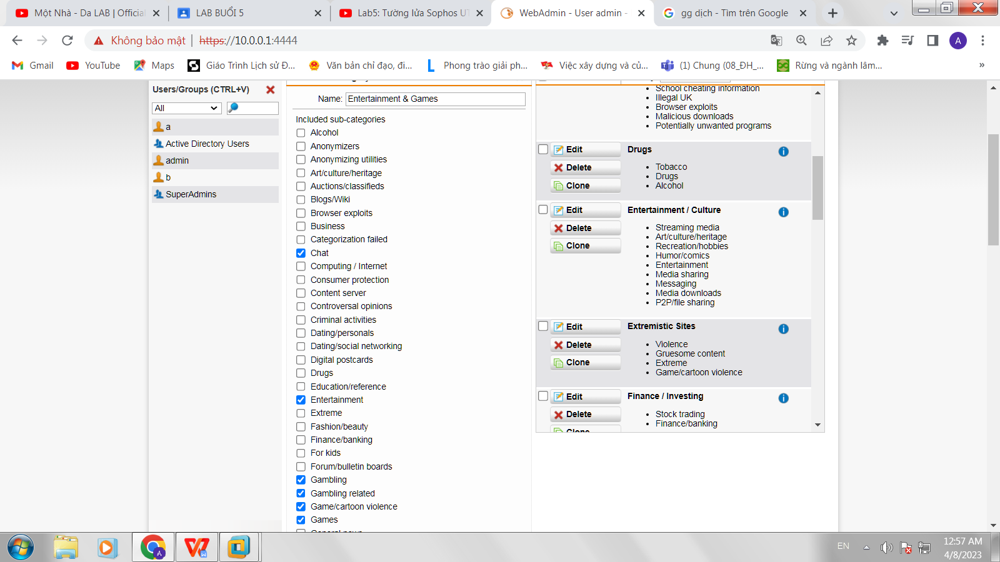 Một Nhà - Da LAB | Official
LAB BUỔI 5
Lab5: Tường lửa Sophos UT
WebAdmin - User admin -
gg dịch - Tìm trên Google
Không bảo mật
https://10.0.0.1:4444
A
Gmail
YouTube
Maps
Giáo Trình Lịch sử Đ...
Văn bản chỉ đạo, đi...
Phong trào giải ph...
Việc xây dựng và củ...
(1) Chung (08_ĐH_...
Rừng và ngành lâm...
»
Users/Groups (CTRL+V)
All
a
Active Directory Users
admin
b
SuperAdmins
Name: Entertainment & Games
Included sub-categories
Alcohol
Anonymizers
Anonymizing utilities
Art/culture/heritage
Auctions/classifieds
Blogs/Wiki
Browser exploits
Business
Categorization failed
Chat
Computing / Internet
Consumer protection
Content server
Controversal opinions
Criminal activities
Dating/personals
Dating/social networking
Digital postcards
Drugs
Education/reference
Entertainment
Extreme
Fashion/beauty
Finance/banking
For kids
Forum/bulletin boards
Gambling
Gambling related
Game/cartoon violence
Games
General news
School cheating information
Illegal UK
Browser exploits
Malicious downloads
Potentially unwanted programs
Edit
Delete
Clone
Drugs
Tobacco
Drugs
Alcohol
Edit
Delete
Clone
Entertainment / Culture
Streaming media
Art/culture/heritage
Recreation/hobbies
Humor/comics
Entertainment
Media sharing
Messaging
Media downloads
P2P/file sharing
Edit
Delete
Clone
Extremistic Sites
Violence
Gruesome content
Extreme
Game/cartoon violence
Edit
Delete
Clone
Finance / Investing
Stock trading
Finance/banking
EN
12:57 AM
4/8/2023